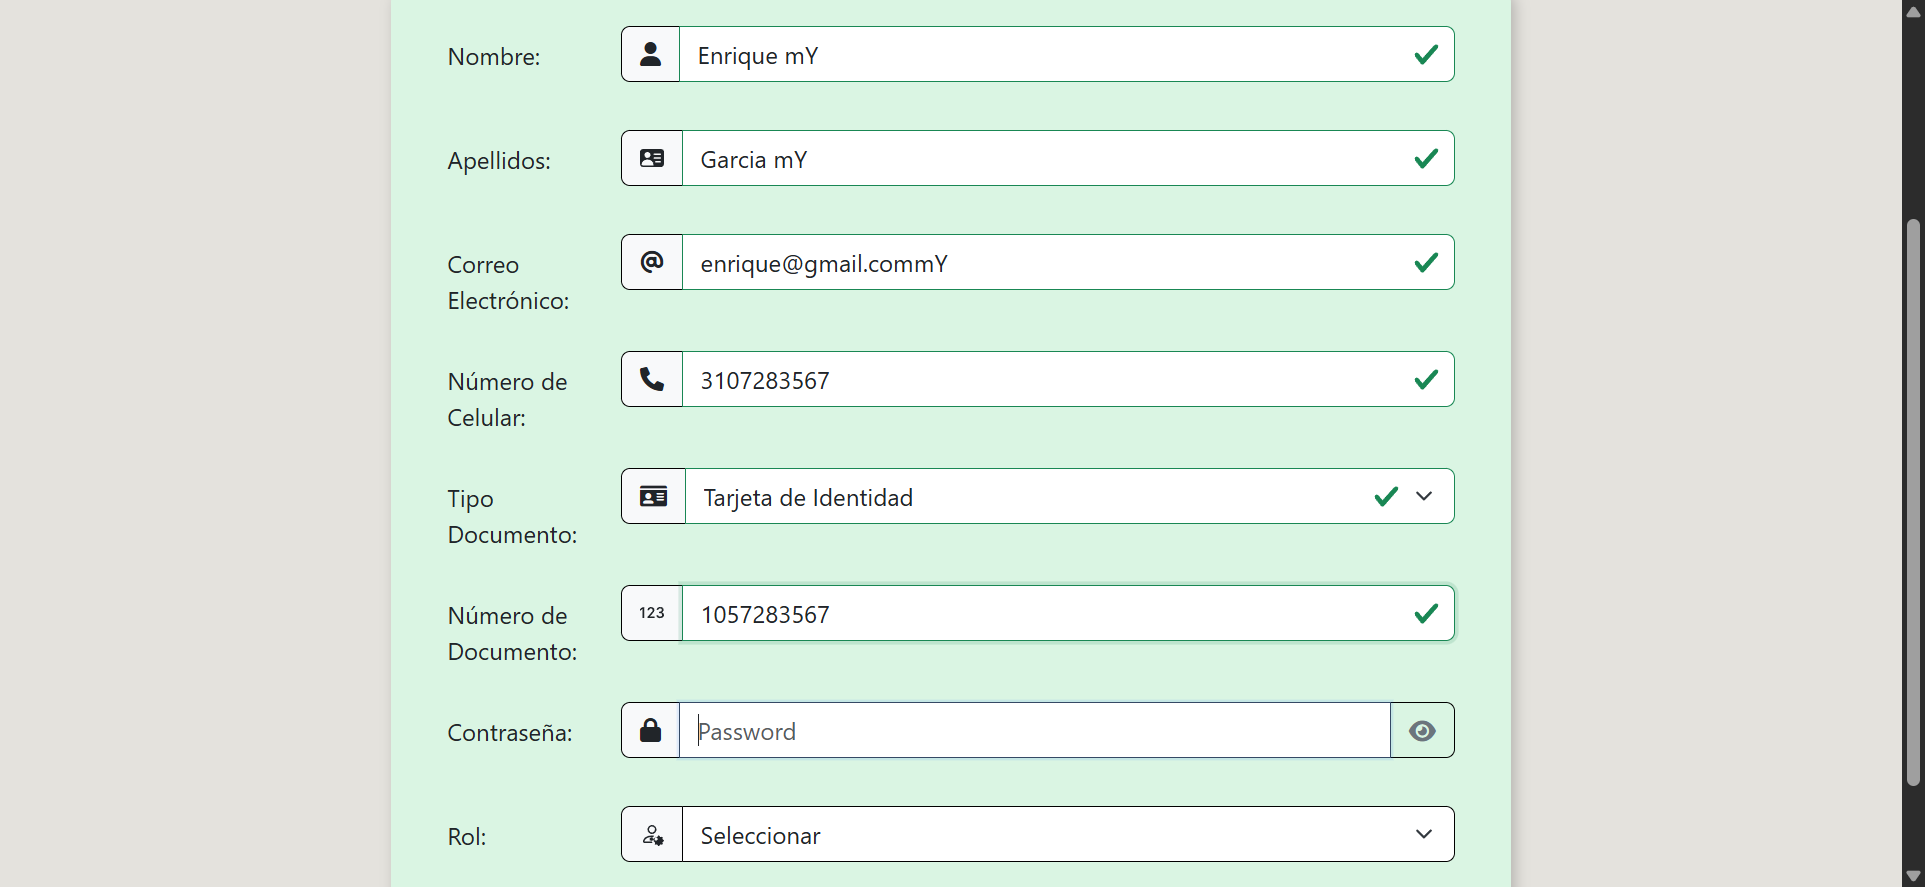 Nombre: Enrique mY
Apellidos: Garcia mY
Correo Electrónico: enrique@gmail.commY
Número de Celular: 3107283567
Tipo Documento: Tarjeta de Identidad
Número de Documento: 123 1057283567
Contraseña: Password
Rol: Seleccionar